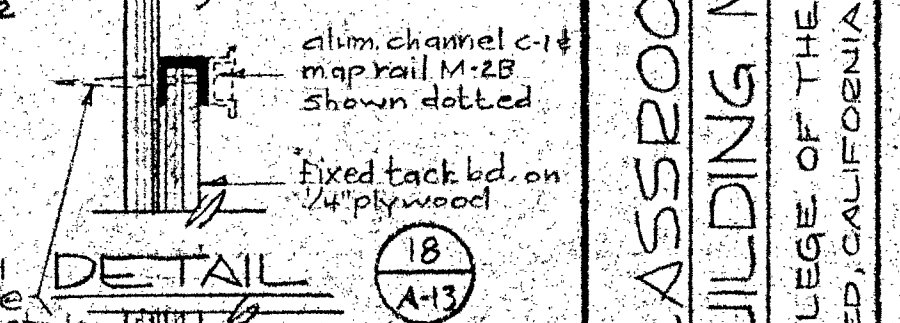 alum. channel C-1 &
map rail M-2B
shown dotted
Fixed tack bd. on
1/4" plywood
DETAIL
18
A-13
ASSROO
UILDING
LEGE OF THE
ED, CALIFORNIA